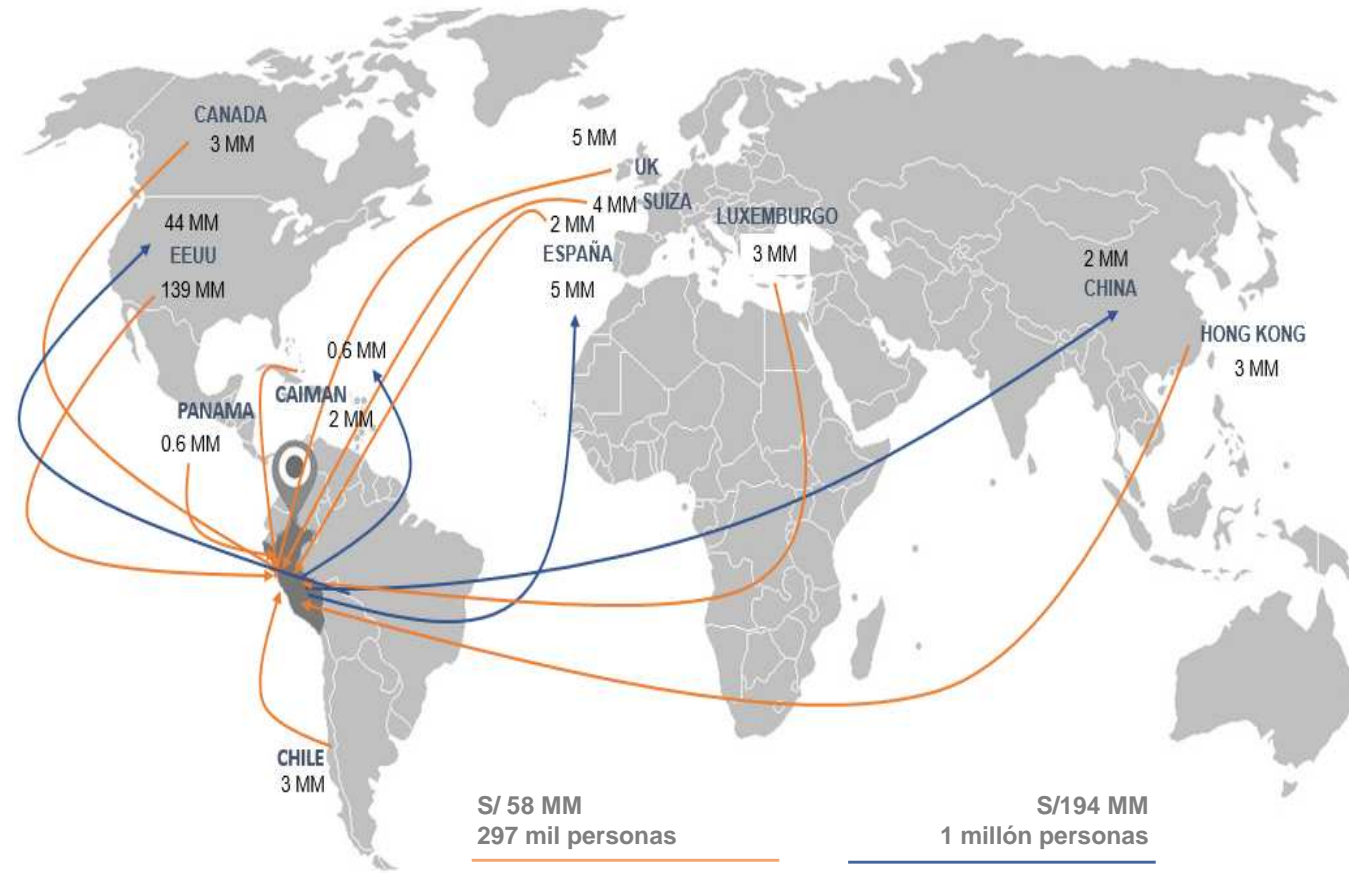 CANADA
3 MM
5 MM
UK
4 MM SUIZA
2 MM
LUXEMBURGO
3 MM
44 MM
EEUU
139 MM
ESPAÑA
5 MM
2 MM
CHINA
HONG KONG
3 MM
0.6 MM
CAIMAN
2 MM
PANAMA
0.6 MM
CHILE
3 MM
S/ 58 MM
297 mil personas
S/194 MM
1 millón personas